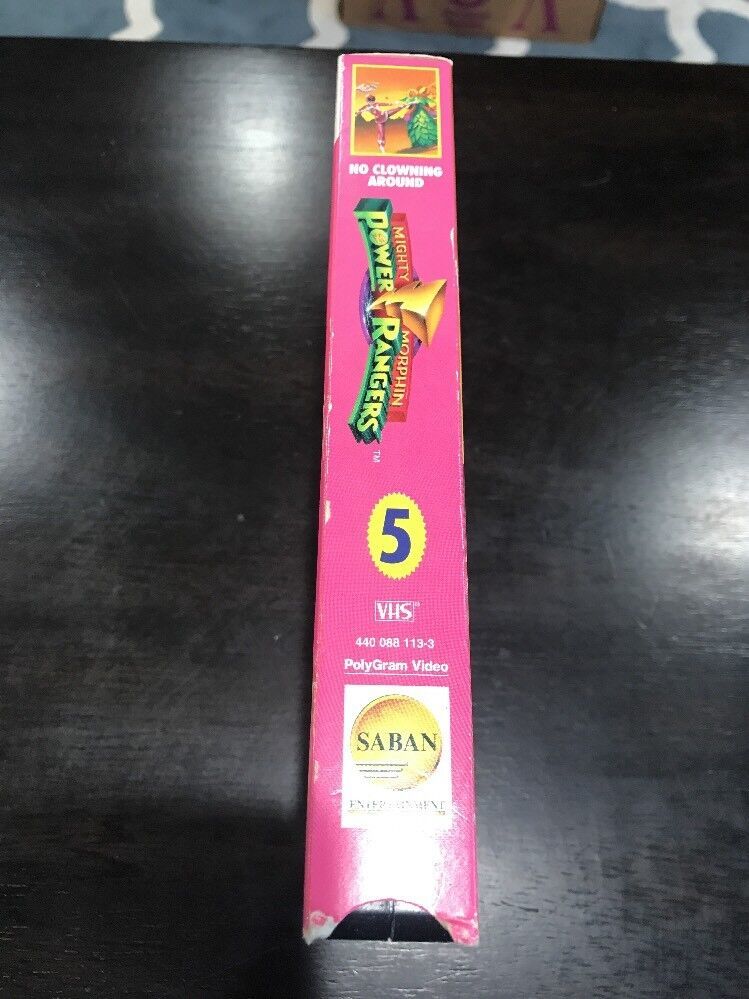 NO CLOWNING
AROUND
MIGHTY MORPHIN
POWER RANGERS
TM
5
VHS
440 088 113-3
PolyGram Video
SABAN
ENTERTAINMENT